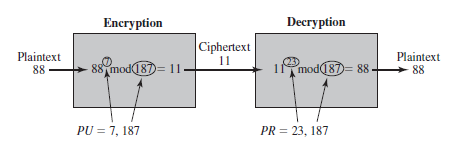 Encryption
Decryption
Plaintext
88
88^7 mod 187 = 11
Ciphertext
11
11^23 mod 187 = 88
Plaintext
88
PU = 7, 187
PR = 23, 187